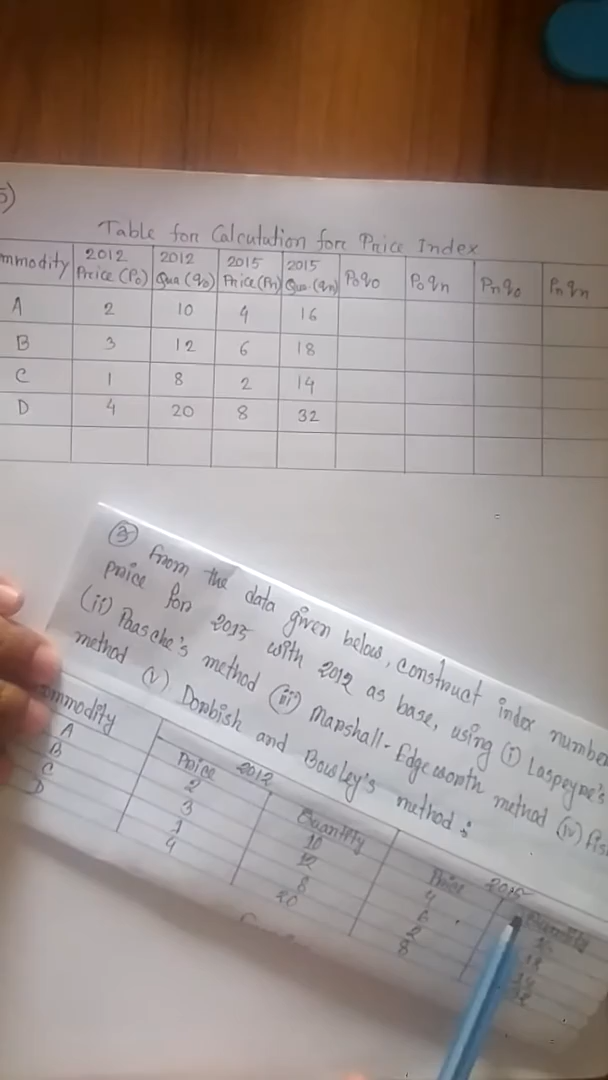 5)
Table for Calculation fore Price Index
mmodity 2012 Price (P0) 2012 Qua (q0) 2015 Price (Pn) 2015 Qua (qn) P0q0 P0qn Pnq0 Pnqn
A 2 10 4 16
B 3 12 6 18
C 1 8 2 14
D 4 20 8 32
③ From the data given below, construct index number
price for 2015 with 2012 as base, using (i) Laspeyre's
(ii) Paasche's method (iii) Marshall-Edgeworth method (iv) Fis
method (v) Dorbish and Bowley's method :
ommodity 2012 2015
Price Quantity Price Quantity
A 2 10 4
B 3 12 6 18
C 1 8 2 14
D 4 20 8